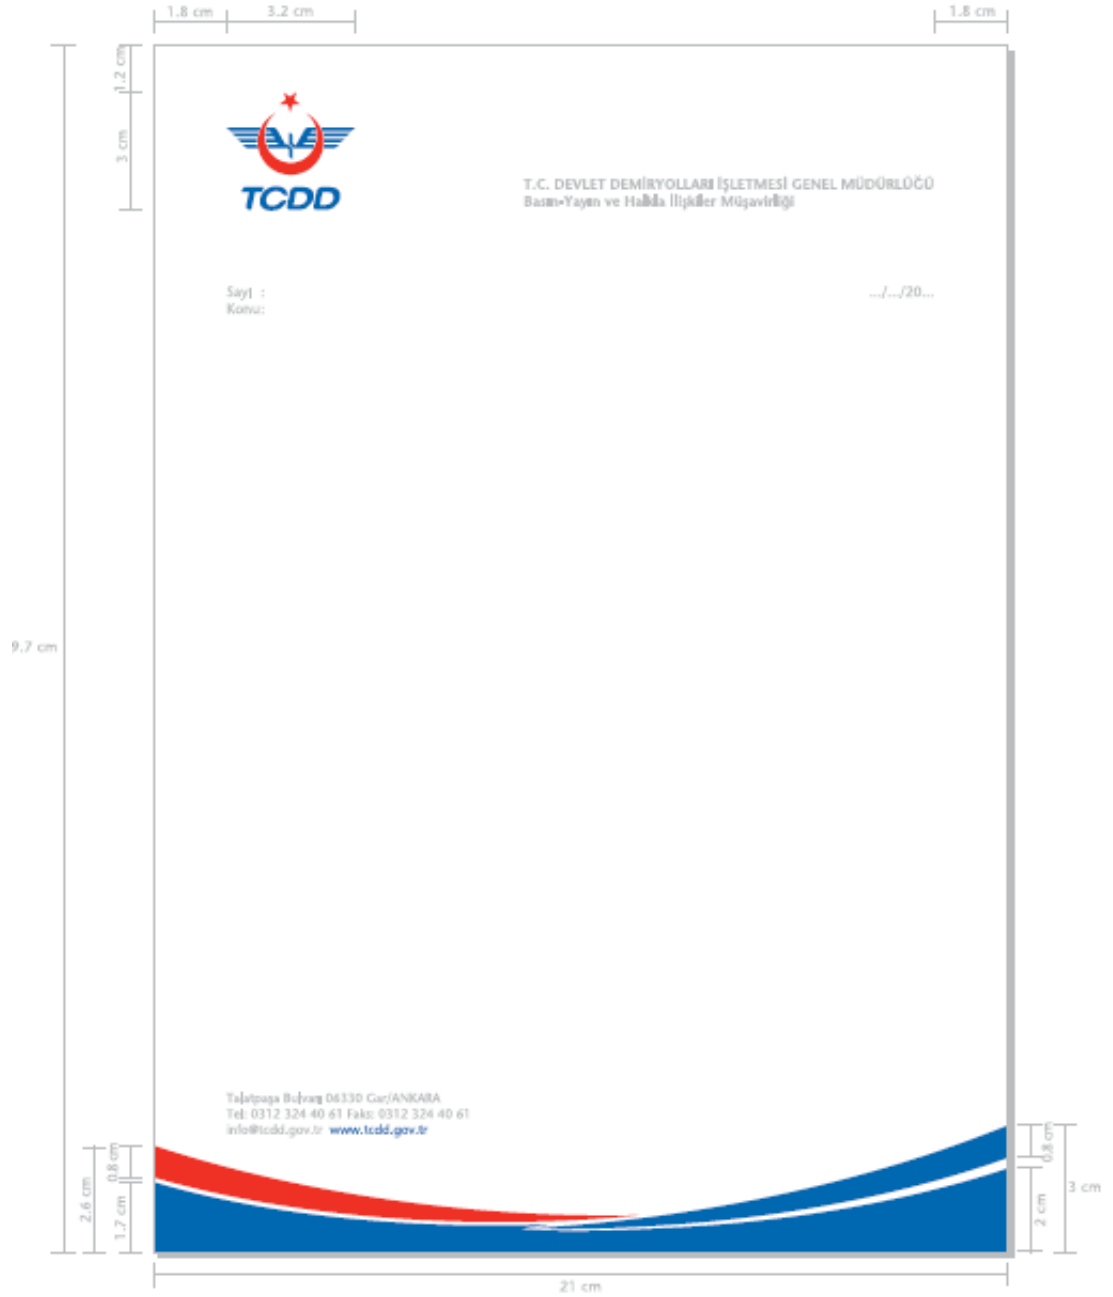 1.8 cm 3.2 cm 1.8 cm
1.2 cm
3 cm
TCDD
T.C. DEVLET DEMİRYOLLARI İŞLETMESİ GENEL MÜDÜRLÜĞÜ
Basın-Yayın ve Halkla İlişkiler Müşavirliği
Sayı : .../.../20...
Konu:
9.7 cm
Talatpaşa Bulvarı 06330 Gar/ANKARA
Tel: 0312 324 40 61 Faks: 0312 324 40 61
info@tcdd.gov.tr www.tcdd.gov.tr
0.8 cm
2.6 cm
1.7 cm
0.8 cm
3 cm
2 cm
21 cm